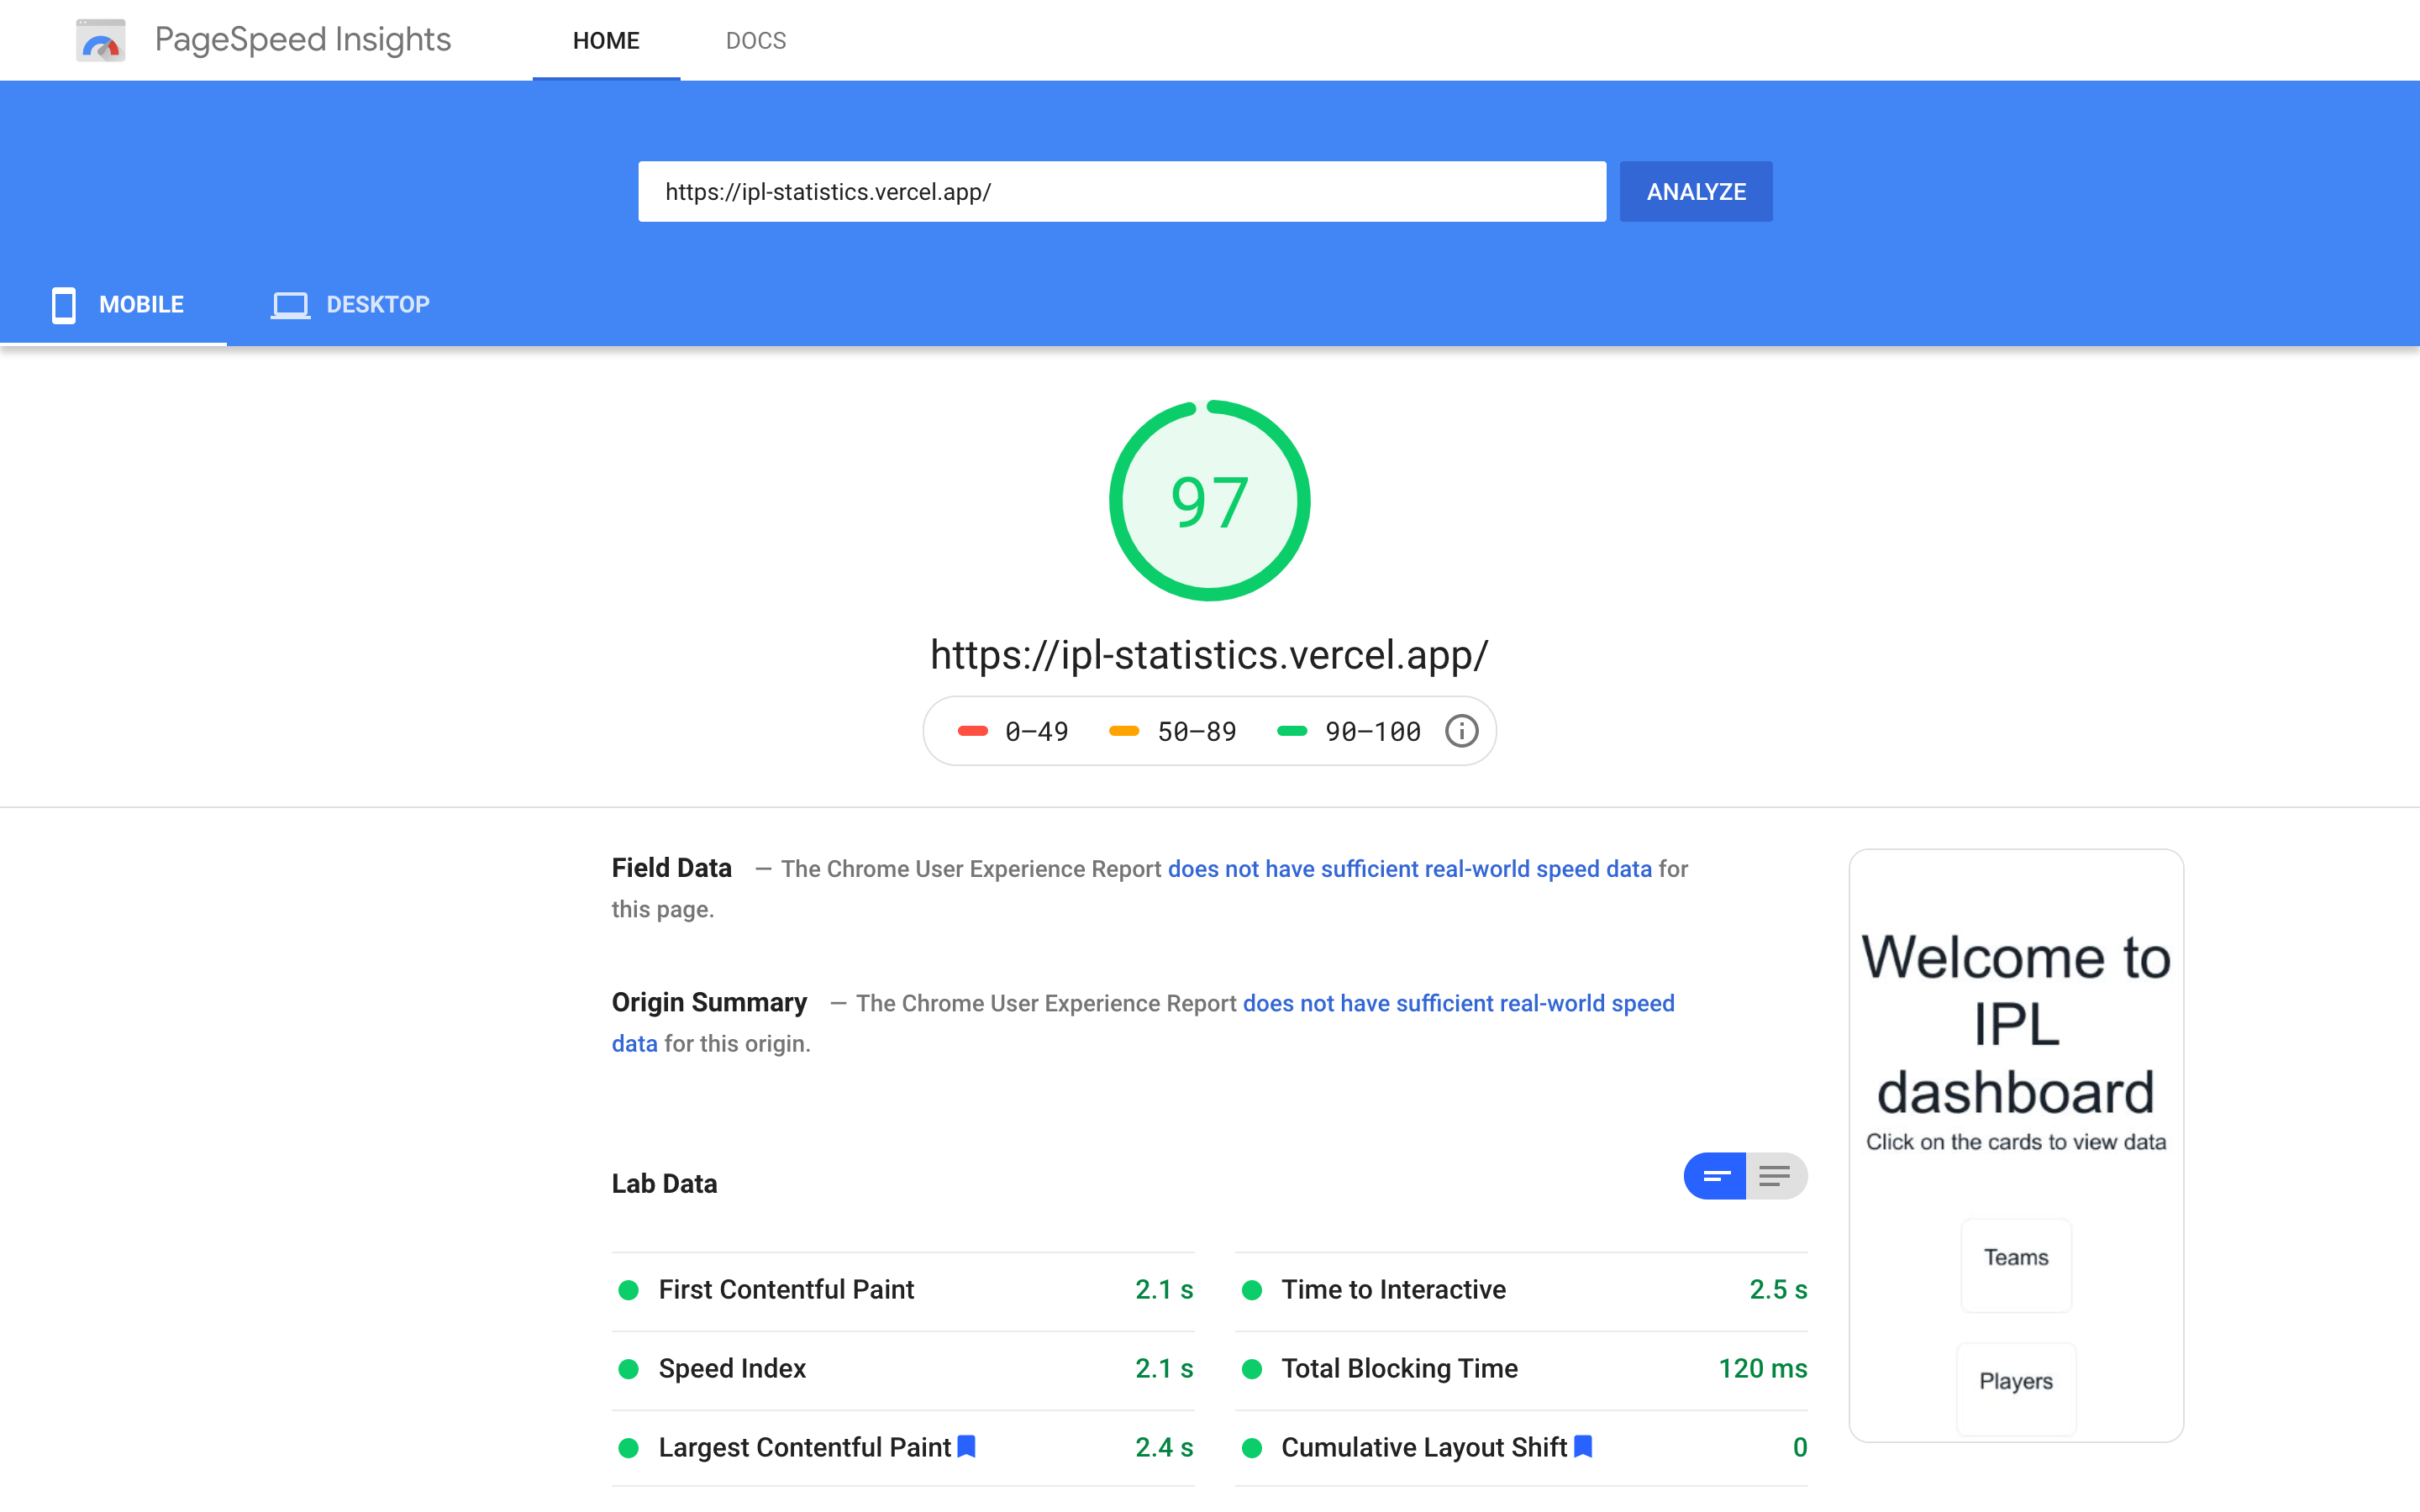 PageSpeed Insights
HOME
DOCS
https://ipl-statistics.vercel.app/
ANALYZE
MOBILE
DESKTOP
97
https://ipl-statistics.vercel.app/
0–49
50–89
90–100
Field Data — The Chrome User Experience Report does not have sufficient real-world speed data for
this page.
Origin Summary — The Chrome User Experience Report does not have sufficient real-world speed
data for this origin.
Lab Data
First Contentful Paint 2.1 s
Time to Interactive 2.5 s
Speed Index 2.1 s
Total Blocking Time 120 ms
Largest Contentful Paint 2.4 s
Cumulative Layout Shift 0
Welcome to
IPL
dashboard
Click on the cards to view data
Teams
Players